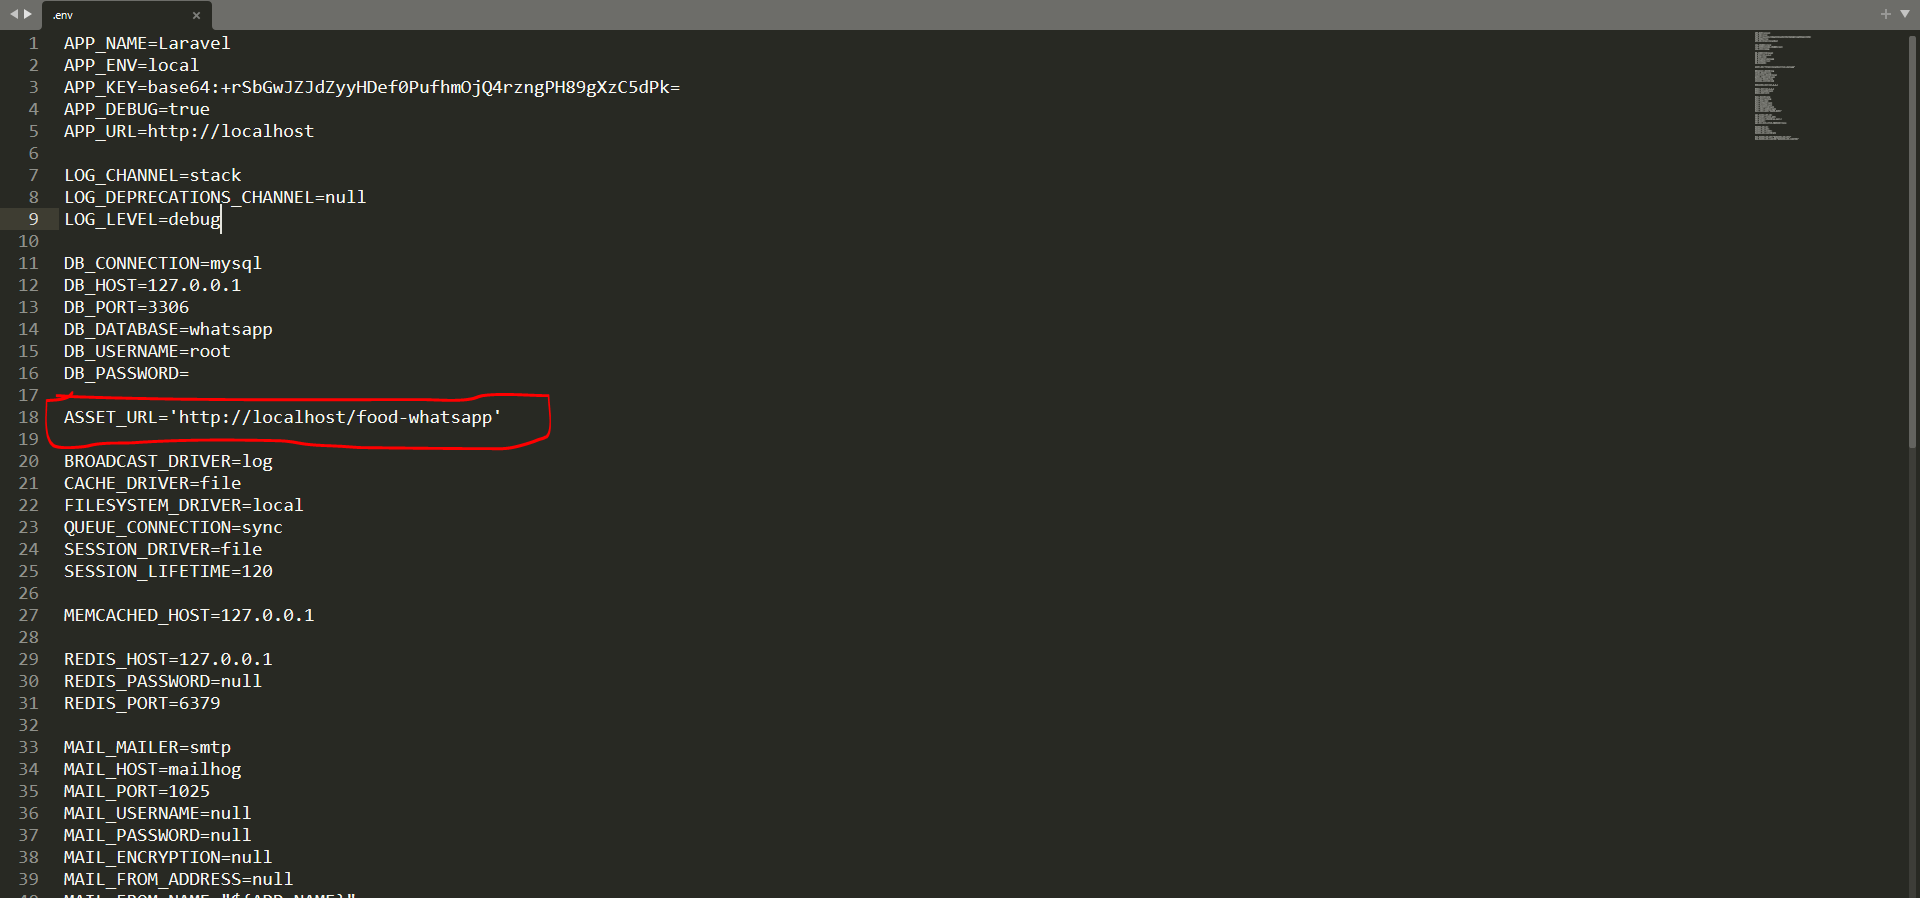 .env
1 APP_NAME=Laravel
2 APP_ENV=local
3 APP_KEY=base64:+rSbGwJZJdZyyHDef0PufhmOjQ4rzngPH89gXzC5dPk=
4 APP_DEBUG=true
5 APP_URL=http://localhost
6
7 LOG_CHANNEL=stack
8 LOG_DEPRECATIONS_CHANNEL=null
9 LOG_LEVEL=debug
10
11 DB_CONNECTION=mysql
12 DB_HOST=127.0.0.1
13 DB_PORT=3306
14 DB_DATABASE=whatsapp
15 DB_USERNAME=root
16 DB_PASSWORD=
17
18 ASSET_URL='http://localhost/food-whatsapp'
19
20 BROADCAST_DRIVER=log
21 CACHE_DRIVER=file
22 FILESYSTEM_DRIVER=local
23 QUEUE_CONNECTION=sync
24 SESSION_DRIVER=file
25 SESSION_LIFETIME=120
26
27 MEMCACHED_HOST=127.0.0.1
28
29 REDIS_HOST=127.0.0.1
30 REDIS_PASSWORD=null
31 REDIS_PORT=6379
32
33 MAIL_MAILER=smtp
34 MAIL_HOST=mailhog
35 MAIL_PORT=1025
36 MAIL_USERNAME=null
37 MAIL_PASSWORD=null
38 MAIL_ENCRYPTION=null
39 MAIL_FROM_ADDRESS=null
40 MAIL_FROM_NAME="${APP_NAME}"